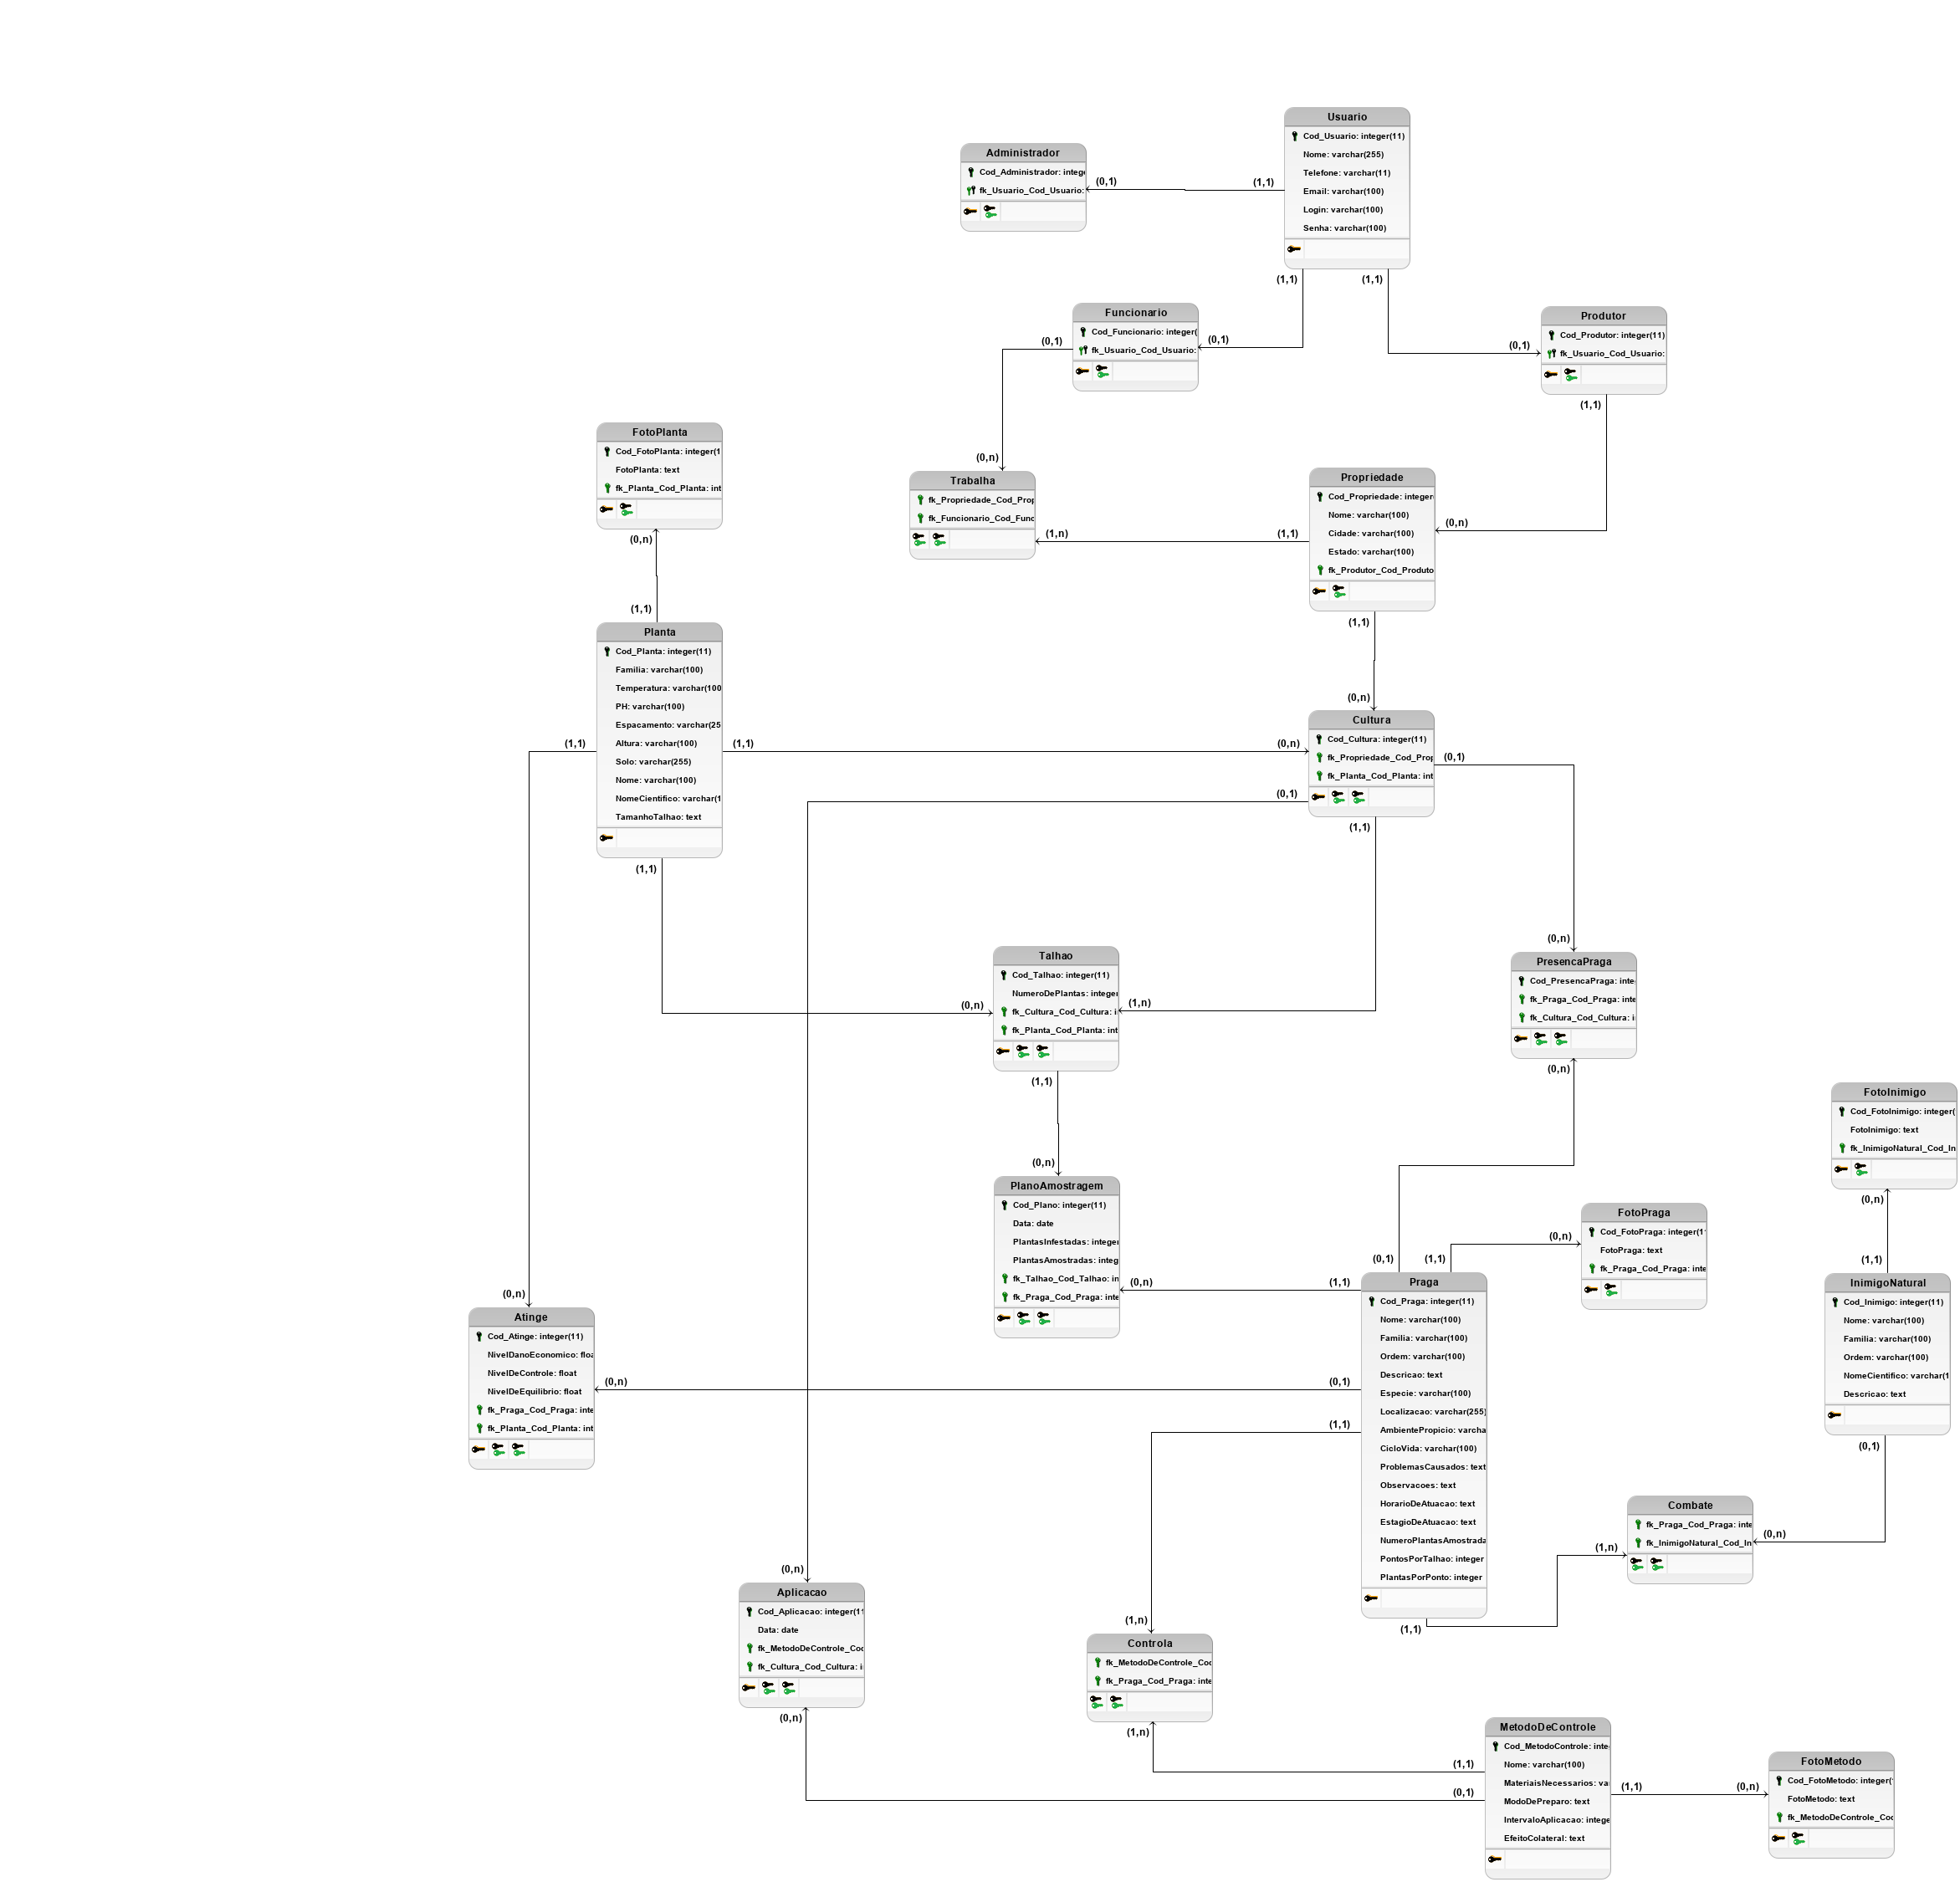 Usuario
Cod_Usuario: integer(11)
Nome: varchar(255)
Telefone: varchar(11)
Email: varchar(100)
Login: varchar(100)
Senha: varchar(100)
(1,1)
(1,1)
(1,1)
Administrador
Cod_Administrador: intege
fk_Usuario_Cod_Usuario:
(0,1)
Funcionario
Cod_Funcionario: integer(
fk_Usuario_Cod_Usuario:
(0,1)
(0,1)
Produtor
Cod_Produtor: integer(11)
fk_Usuario_Cod_Usuario:
(0,1)
(1,1)
FotoPlanta
Cod_FotoPlanta: integer(1
FotoPlanta: text
fk_Planta_Cod_Planta: int
(0,n)
(0,n)
Trabalha
fk_Propriedade_Cod_Prop
fk_Funcionario_Cod_Func
(1,n)
Propriedade
Cod_Propriedade: integer
Nome: varchar(100)
Cidade: varchar(100)
Estado: varchar(100)
fk_Produtor_Cod_Produto
(0,n)
(1,1)
(1,1)
(1,1)
Planta
Cod_Planta: integer(11)
Familia: varchar(100)
Temperatura: varchar(100
PH: varchar(100)
Espacamento: varchar(25
Altura: varchar(100)
Solo: varchar(255)
Nome: varchar(100)
NomeCientifico: varchar(1
TamanhoTalhao: text
(1,1)
(1,1)
(1,1)
(0,n)
(0,n)
Cultura
Cod_Cultura: integer(11)
fk_Propriedade_Cod_Prop
fk_Planta_Cod_Planta: int
(0,1)
(0,1)
(1,1)
Talhao
Cod_Talhao: integer(11)
NumeroDePlantas: integer
fk_Cultura_Cod_Cultura: i
fk_Planta_Cod_Planta: int
(0,n)
(1,n)
(1,1)
(0,n)
PresencaPraga
Cod_PresencaPraga: inte
fk_Praga_Cod_Praga: inte
fk_Cultura_Cod_Cultura: i
(0,n)
FotoInimigo
Cod_FotoInimigo: integer(
FotoInimigo: text
fk_InimigoNatural_Cod_In
(0,n)
(0,n)
PlanoAmostragem
Cod_Plano: integer(11)
Data: date
PlantasInfestadas: integer
PlantasAmostradas: integ
fk_Talhao_Cod_Talhao: in
fk_Praga_Cod_Praga: inte
(0,n)
FotoPraga
Cod_FotoPraga: integer(11
FotoPraga: text
fk_Praga_Cod_Praga: inte
(0,n)
(0,1)
(1,1)
(1,1)
Praga
Cod_Praga: integer(11)
Nome: varchar(100)
Familia: varchar(100)
Ordem: varchar(100)
Descricao: text
Especie: varchar(100)
Localizacao: varchar(255)
AmbientePropicio: varcha
CicloVida: varchar(100)
ProblemasCausados: text
Observacoes: text
HorarioDeAtuacao: text
EstagioDeAtuacao: text
NumeroPlantasAmostrada
PontosPorTalhao: integer
PlantasPorPonto: integer
(0,1)
(1,1)
(1,1)
(1,1)
InimigoNatural
Cod_Inimigo: integer(11)
Nome: varchar(100)
Familia: varchar(100)
Ordem: varchar(100)
NomeCientifico: varchar(1
Descricao: text
(0,1)
(0,n)
Atinge
Cod_Atinge: integer(11)
NivelDanoEconomico: floa
NivelDeControle: float
NivelDeEquilibrio: float
fk_Praga_Cod_Praga: inte
fk_Planta_Cod_Planta: int
(0,n)
Combate
fk_Praga_Cod_Praga: inte
fk_InimigoNatural_Cod_In
(0,n)
(1,n)
(0,n)
Aplicacao
Cod_Aplicacao: integer(11
Data: date
fk_MetodoDeControle_Cod
fk_Cultura_Cod_Cultura: i
(0,n)
(1,n)
Controla
fk_MetodoDeControle_Cod
fk_Praga_Cod_Praga: inte
(1,n)
MetodoDeControle
Cod_MetodoControle: inte
Nome: varchar(100)
MateriaisNecessarios: va
ModoDePreparo: text
IntervaloAplicacao: intege
EfeitoColateral: text
(1,1)
(0,1)
(1,1)
(0,n)
FotoMetodo
Cod_FotoMetodo: integer(
FotoMetodo: text
fk_MetodoDeControle_Cod